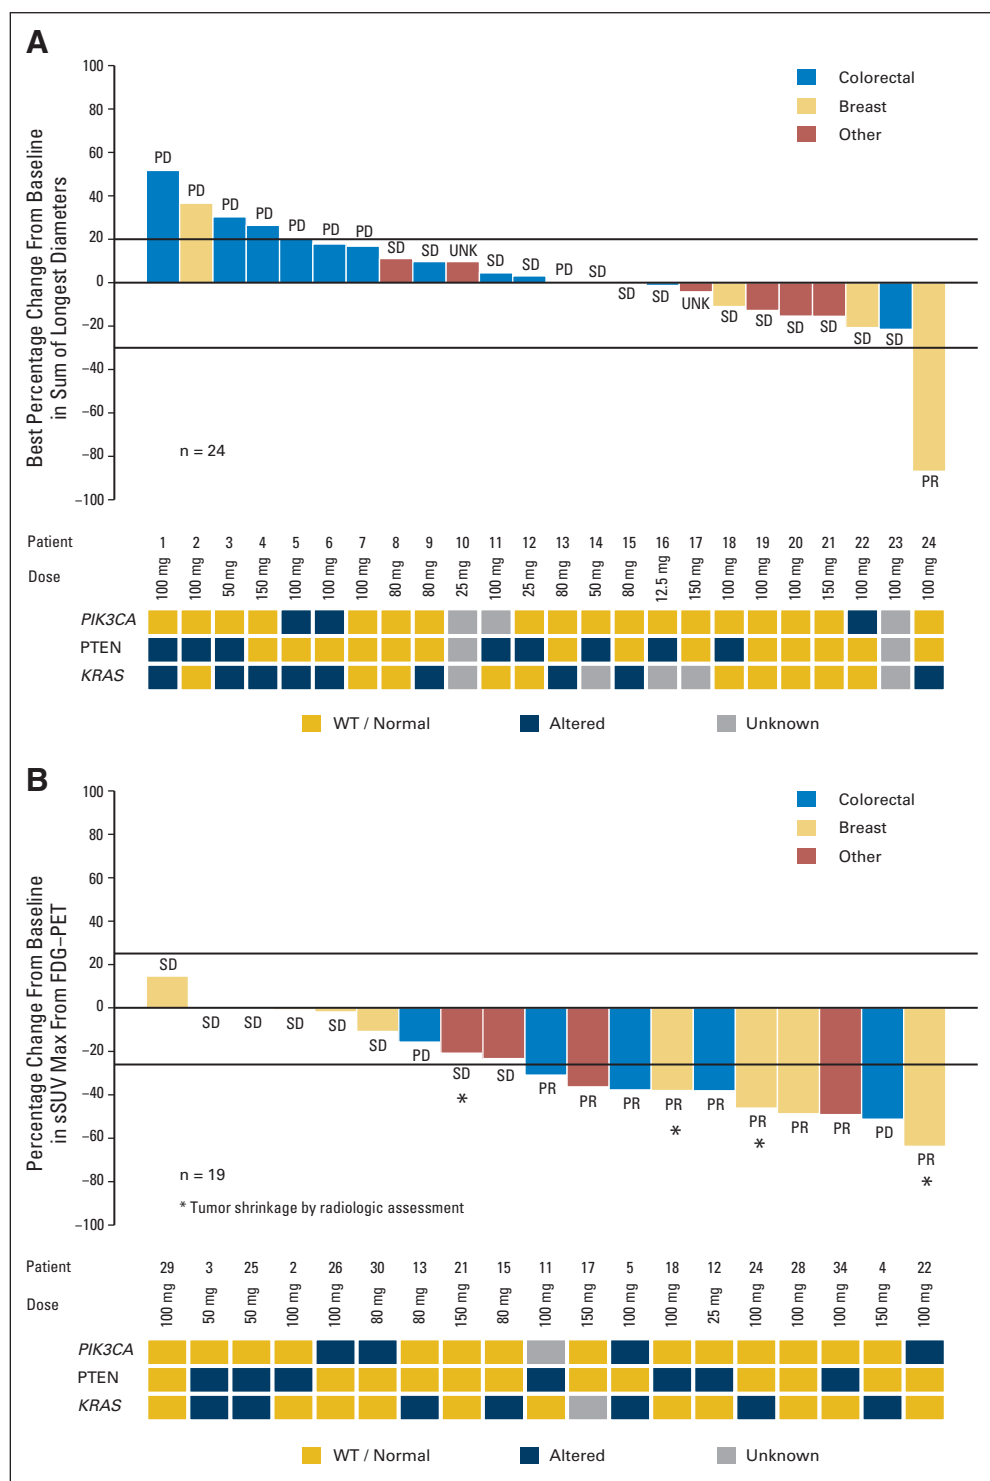 A
100
80
60
40
20
0
−20
−40
−60
−80
−100
Best Percentage Change From Baseline
in Sum of Longest Diameters
Colorectal
Breast
Other
PD PD PD PD PD PD PD SD SD UNK SD SD PD SD SD SD UNK SD SD SD SD SD SD PR
n = 24
Patient 1 2 3 4 5 6 7 8 9 10 11 12 13 14 15 16 17 18 19 20 21 22 23 24
Dose 100 mg 100 mg 50 mg 150 mg 100 mg 100 mg 100 mg 80 mg 80 mg 25 mg 100 mg 25 mg 80 mg 50 mg 80 mg 12.5 mg 150 mg 100 mg 100 mg 100 mg 150 mg 100 mg 100 mg 100 mg
PIK3CA
PTEN
KRAS
WT / Normal Altered Unknown
B
100
80
60
40
20
0
−20
−40
−60
−80
−100
Percentage Change From Baseline
in sSUV Max From FDG–PET
Colorectal
Breast
Other
SD SD SD SD SD SD PD SD SD PR PR PR PR PR PR PR PR PD PR
* * * *
n = 19
* Tumor shrinkage by radiologic assessment
Patient 29 3 25 2 26 30 13 21 15 11 17 5 18 12 24 28 34 4 22
Dose 100 mg 50 mg 50 mg 100 mg 100 mg 80 mg 80 mg 150 mg 80 mg 100 mg 150 mg 100 mg 100 mg 25 mg 100 mg 100 mg 100 mg 150 mg 100 mg
PIK3CA
PTEN
KRAS
WT / Normal Altered Unknown